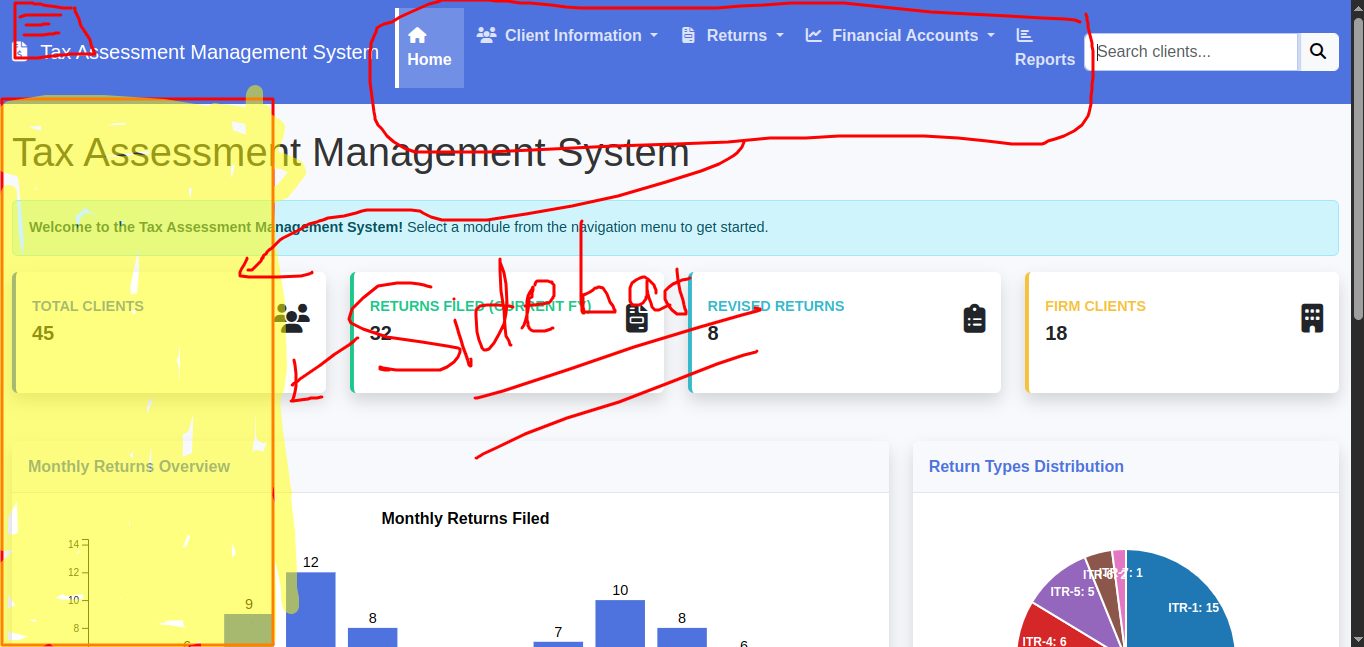 Tax Assessment Management System
Home
Client Information
Returns
Financial Accounts
Reports
Search clients...
Tax Assessment Management System
Welcome to the Tax Assessment Management System! Select a module from the navigation menu to get started.
TOTAL CLIENTS
45
RETURNS FILED (CURRENT FY)
32
REVISED RETURNS
8
FIRM CLIENTS
18
Monthly Returns Overview
Return Types Distribution
Monthly Returns Filed
14
12
10
8
9
12
8
7
10
8
6
ITR-7: 1
ITR-5: 5
ITR-4: 6
ITR-1: 15